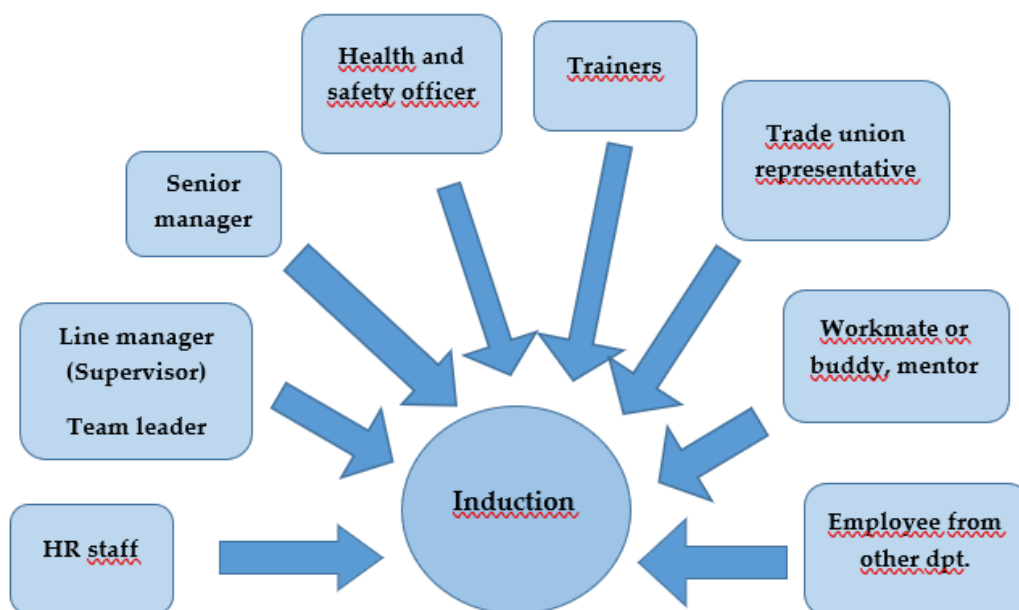 Health and
safety officer
Trainers
Trade union
representative
Senior
manager
Line manager
(Supervisor)
Team leader
Workmate or
buddy, mentor
HR staff
Induction
Employee from
other dpt.